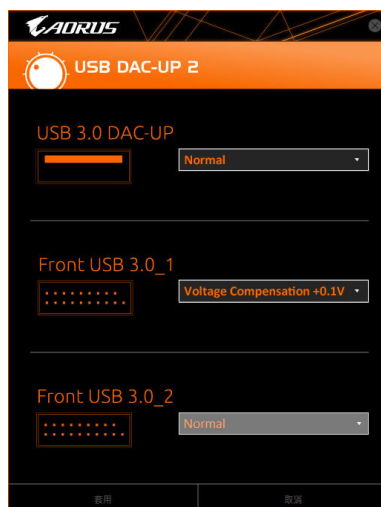 AORUS
USB DAC-UP 2
USB 3.0 DAC-UP
Normal
Front USB 3.0_1
Voltage Compensation +0.1V
Front USB 3.0_2
Normal
套用
取消